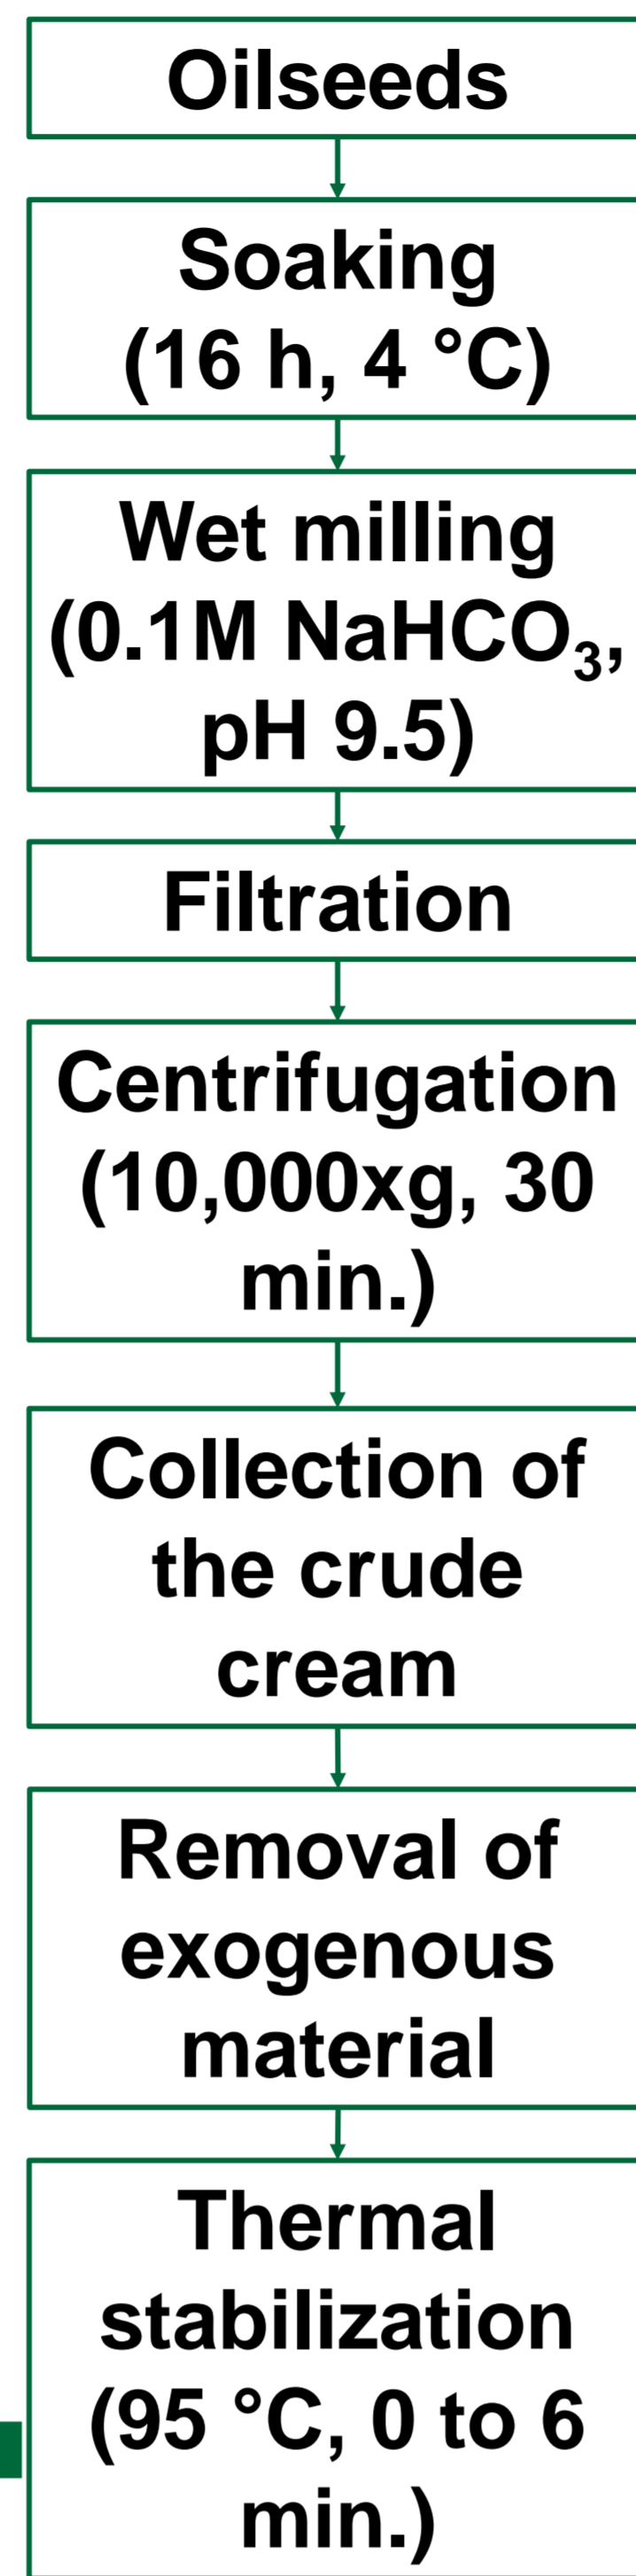 Oilseeds
Soaking
(16 h, 4 °C)
Wet milling
(0.1M NaHCO₃,
pH 9.5)
Filtration
Centrifugation
(10,000xg, 30
min.)
Collection of
the crude
cream
Removal of
exogenous
material
Thermal
stabilization
(95 °C, 0 to 6
min.)